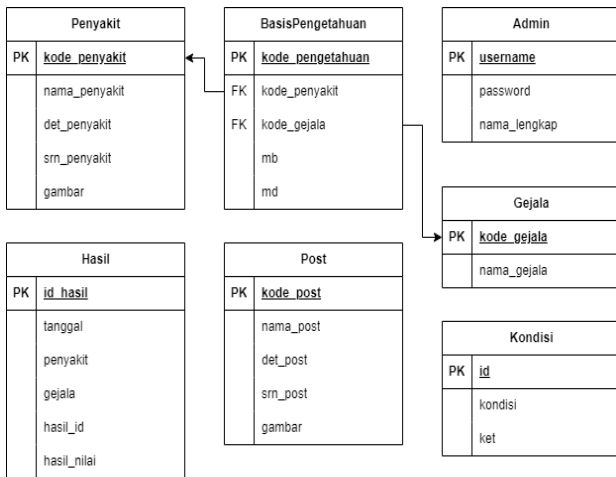 Penyakit
PK kode_penyakit
nama_penyakit
det_penyakit
srn_penyakit
gambar
BasisPengetahuan
PK kode_pengetahuan
FK kode_penyakit
FK kode_gejala
mb
md
Admin
PK username
password
nama_lengkap
Gejala
PK kode_gejala
nama_gejala
Hasil
PK id_hasil
tanggal
penyakit
gejala
hasil_id
hasil_nilai
Post
PK kode_post
nama_post
det_post
srn_post
gambar
Kondisi
PK id
kondisi
ket